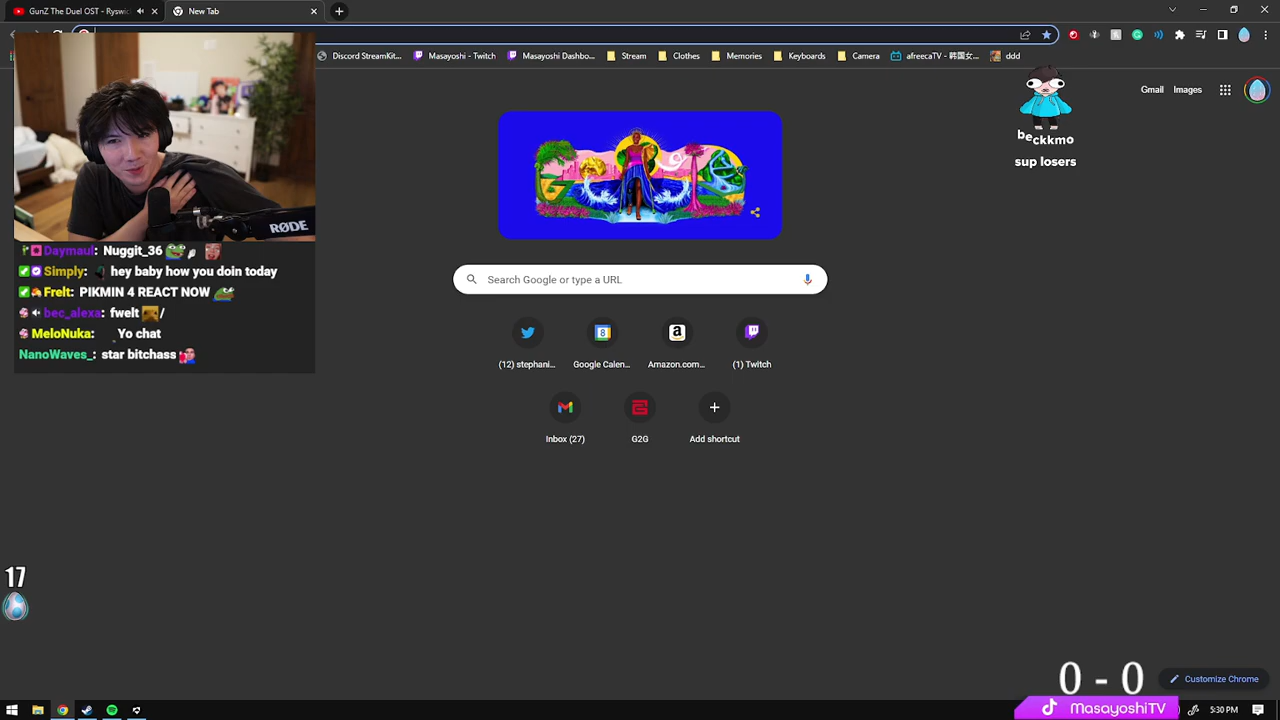 GunZ The Duel OST - Ryswic
New Tab
Discord StreamKit...
Masayoshi - Twitch
Masayoshi Dashbo...
Stream
Clothes
Memories
Keyboards
Camera
afreecaTV - 韩国女...
ddd
Gmail
Images
beckkmo
sup losers
RØDE
Daymaul: Nuggit_36
Simply: hey baby how you doin today
Frelt: PIKMIN 4 REACT NOW
bec_alexa: fwelt /
MeloNuka: Yo chat
NanoWaves_: star bitchass
Search Google or type a URL
(12) stephani...
Google Calen...
Amazon.com...
(1) Twitch
Inbox (27)
G2G
Add shortcut
17
0 - 0
Customize Chrome
MasayoshiTV
5:30 PM